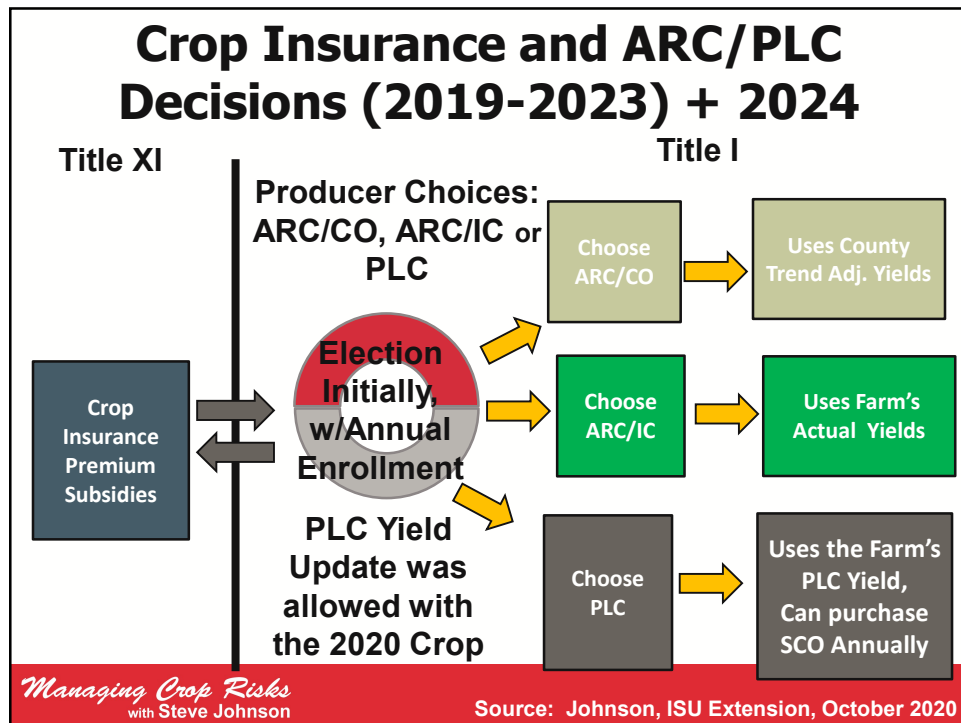 Crop Insurance and ARC/PLC
Decisions (2019-2023) + 2024
Title XI
Title I
Producer Choices:
ARC/CO, ARC/IC or
PLC
Choose
ARC/CO
Uses County
Trend Adj. Yields
Crop
Insurance
Premium
Subsidies
Election
Initially,
w/Annual
Enrollment
Choose
ARC/IC
Uses Farm's
Actual Yields
PLC Yield
Update was
allowed with
the 2020 Crop
Choose
PLC
Uses the Farm's
PLC Yield,
Can purchase
SCO Annually
Managing Crop Risks
with Steve Johnson
Source: Johnson, ISU Extension, October 2020